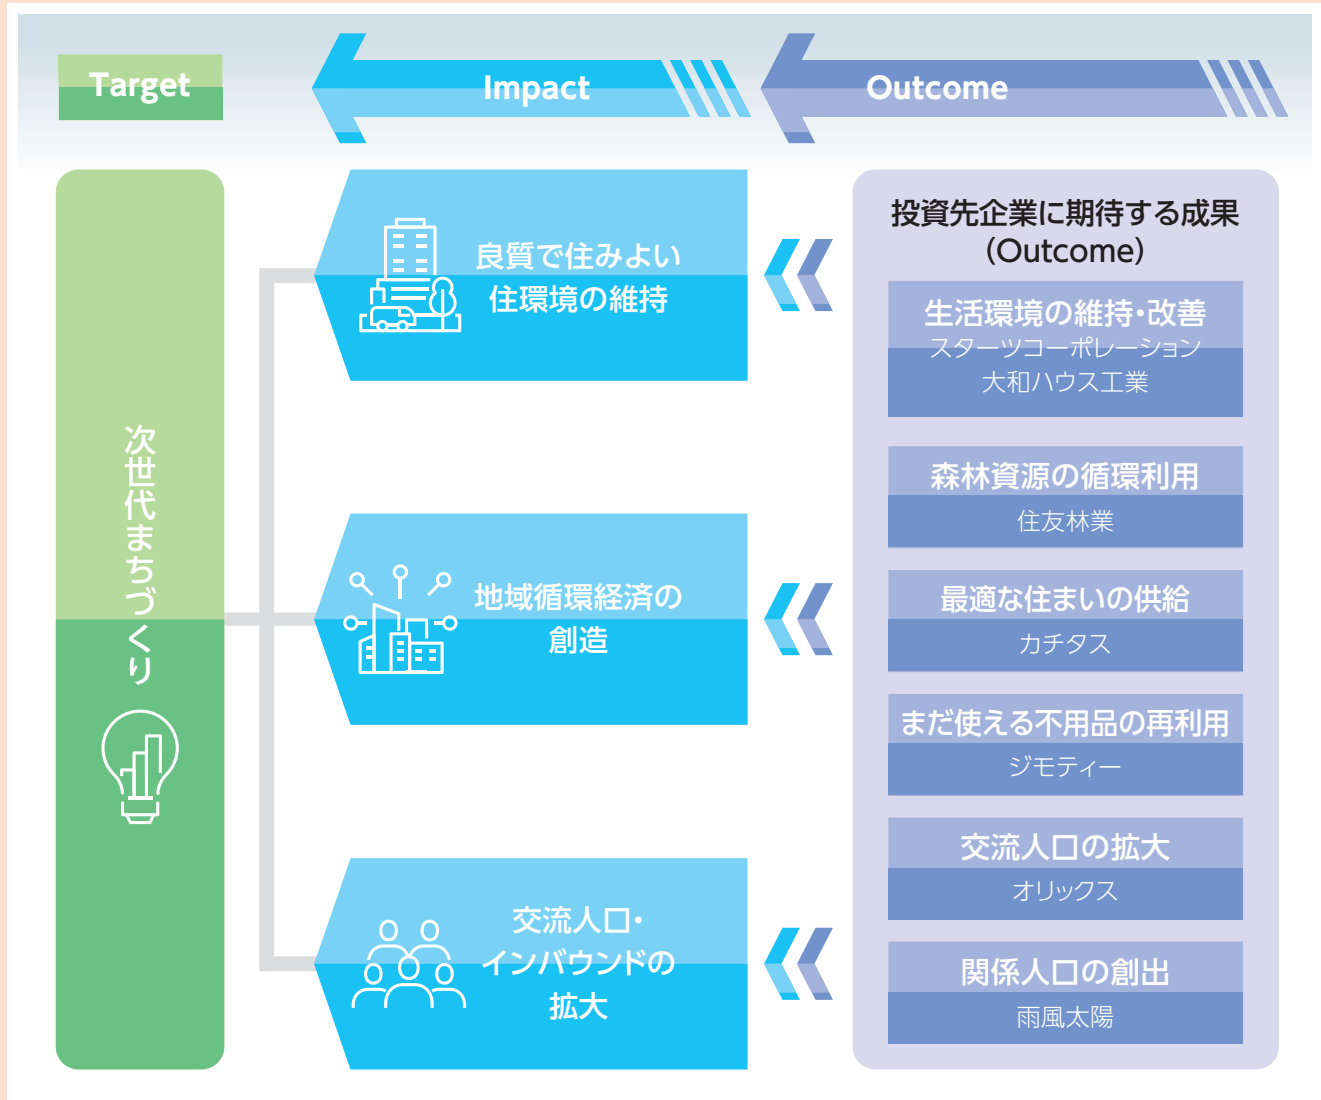 Target
Impact
Outcome
次世代まちづくり
良質で住みよい
住環境の維持
地域循環経済の
創造
交流人口・
インバウンドの
拡大
投資先企業に期待する成果
(Outcome)
生活環境の維持・改善
スターツコーポレーション
大和ハウス工業
森林資源の循環利用
住友林業
最適な住まいの供給
カチタス
まだ使える不用品の再利用
ジモティー
交流人口の拡大
オリックス
関係人口の創出
雨風太陽